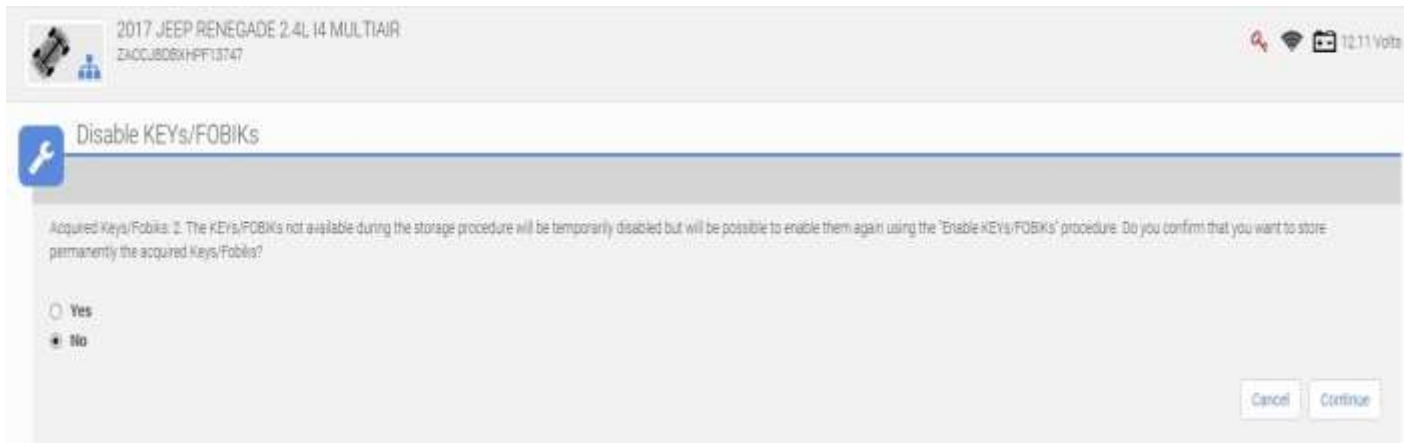 2017 JEEP RENEGADE 2.4L I4 MULTIAIR
ZACCJBDBXHPF13747
12.11 Volts
Disable KEYs/FOBIKs
Acquired Keys/Fobiks: 2. The KEYs/FOBIKs not available during the storage procedure will be temporarily disabled but will be possible to enable them again using the "Enable KEYs/FOBIKs" procedure. Do you confirm that you want to store
permanently the acquired Keys/Fobiks?
Yes
No
Cancel Continue